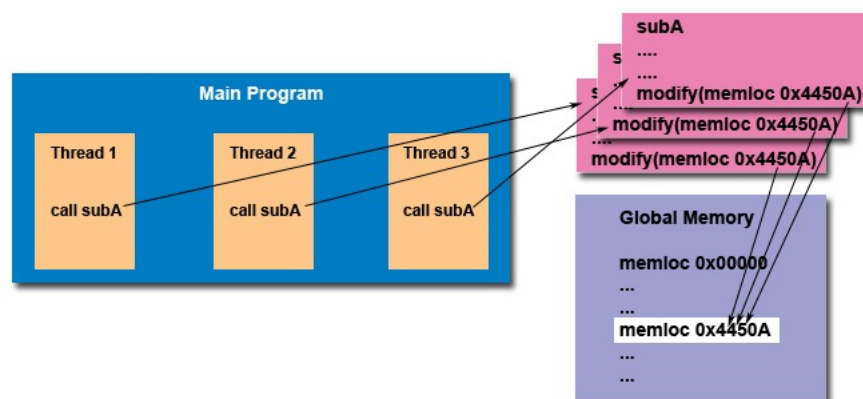 Main Program
Thread 1
call subA
Thread 2
call subA
Thread 3
call subA
subA
....
....
modify(memloc 0x4450A)
s
..
....
modify(memloc 0x4450A)
s
.
....
modify(memloc 0x4450A)
Global Memory
memloc 0x00000
...
...
memloc 0x4450A
...
...